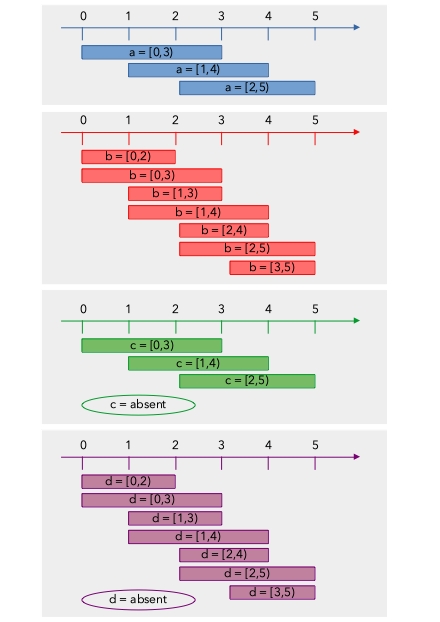 0 1 2 3 4 5
a = [0,3)
a = [1,4)
a = [2,5)
0 1 2 3 4 5
b = [0,2)
b = [0,3)
b = [1,3)
b = [1,4)
b = [2,4)
b = [2,5)
b = [3,5)
0 1 2 3 4 5
c = [0,3)
c = [1,4)
c = [2,5)
c = absent
0 1 2 3 4 5
d = [0,2)
d = [0,3)
d = [1,3)
d = [1,4)
d = [2,4)
d = [2,5)
d = [3,5)
d = absent